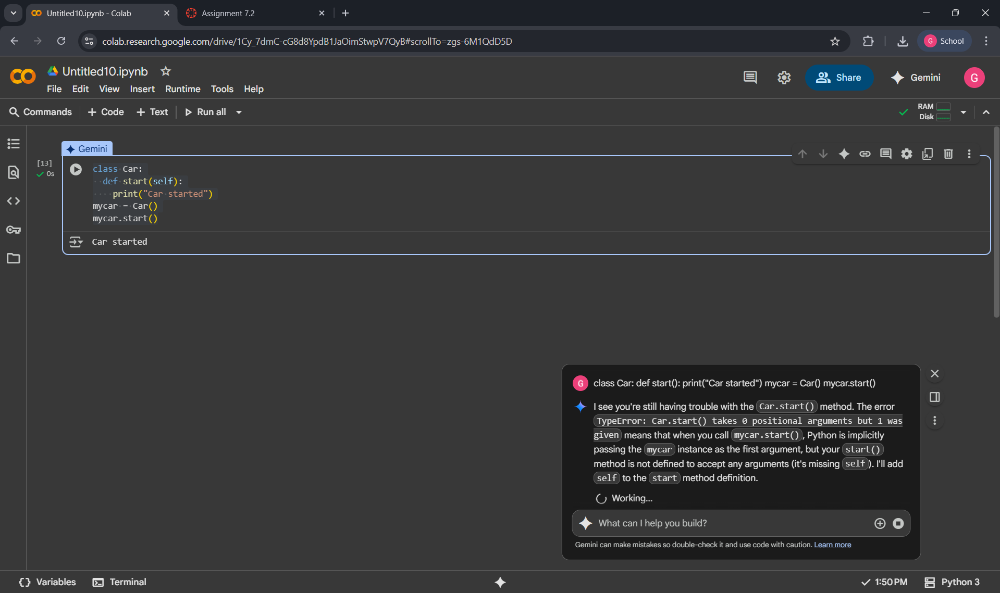 Untitled10.ipynb - Colab
Assignment 7.2
colab.research.google.com/drive/1Cy_7dmC-cG8d8YpdB1JaOimStwpV7QyB#scrollTo=zgs-6M1QdD5D
G School
Untitled10.ipynb
File Edit View Insert Runtime Tools Help
Share
Gemini
G
Commands + Code + Text Run all
RAM
Disk
Gemini
[13]
0s
class Car:
  def start(self):
    print("Car started")
mycar = Car()
mycar.start()
Car started
G class Car: def start(): print("Car started") mycar = Car() mycar.start()
I see you're still having trouble with the Car.start() method. The error
TypeError: Car.start() takes 0 positional arguments but 1 was
given means that when you call mycar.start(), Python is implicitly
passing the mycar instance as the first argument, but your start()
method is not defined to accept any arguments (it's missing self). I'll add
self to the start method definition.
Working...
What can I help you build?
Gemini can make mistakes so double-check it and use code with caution. Learn more
{} Variables Terminal
1:50 PM Python 3